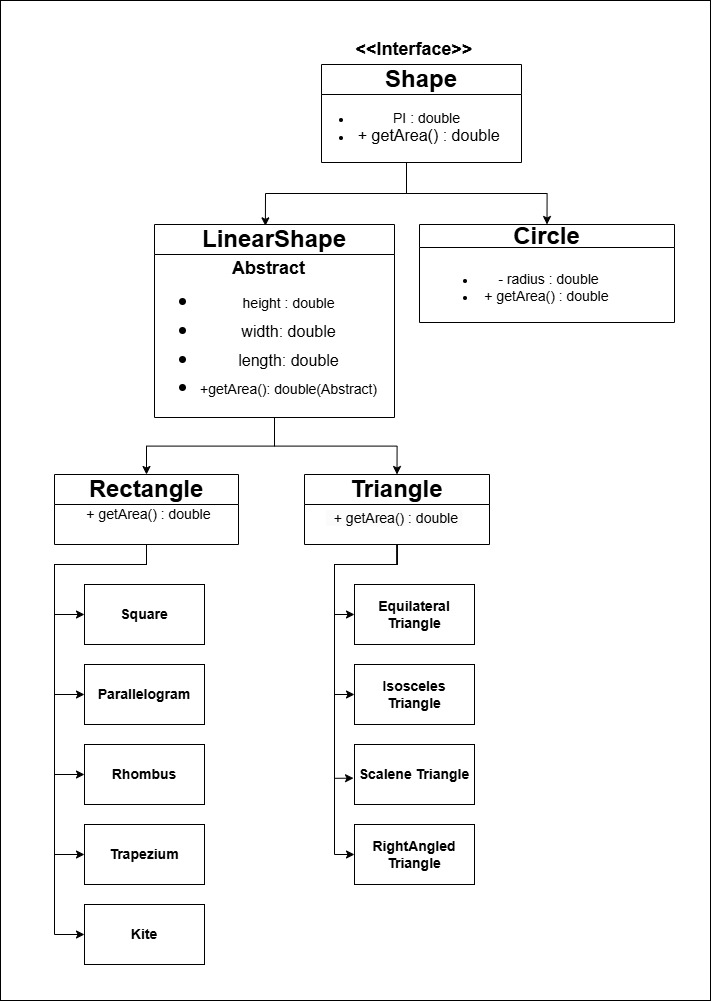 <<Interface>>
Shape
PI : double
+ getArea() : double
LinearShape
Abstract
height : double
width: double
length: double
+getArea(): double(Abstract)
Circle
- radius : double
+ getArea() : double
Rectangle
+ getArea() : double
Triangle
+ getArea() : double
Square
Parallelogram
Rhombus
Trapezium
Kite
Equilateral
Triangle
Isosceles
Triangle
Scalene Triangle
RightAngled
Triangle